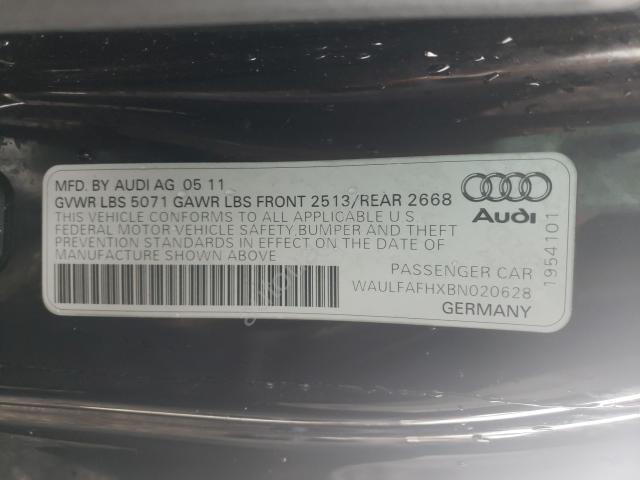 MFD. BY AUDI AG 05 11
GVWR LBS 5071 GAWR LBS FRONT 2513/REAR 2668
THIS VEHICLE CONFORMS TO ALL APPLICABLE U S
FEDERAL MOTOR VEHICLE SAFETY,BUMPER AND THEFT
PREVENTION STANDARDS IN EFFECT ON THE DATE OF
MANUFACTURE SHOWN ABOVE
Audi
1954101
PASSENGER CAR
WAULFAFHXBN020628
GERMANY